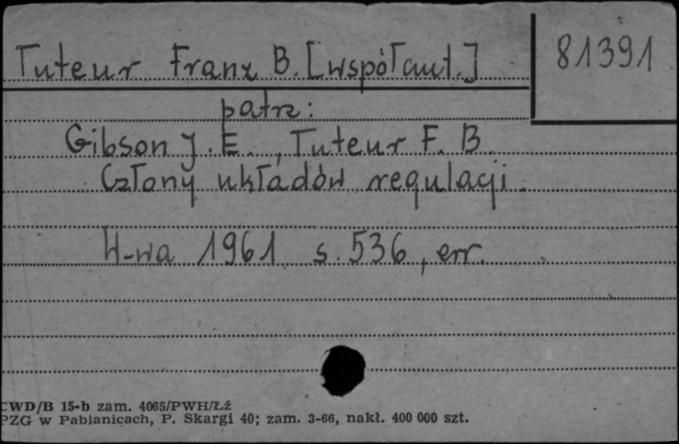 Tuteur Franz B. [współaut.]
81391
patrz:
Gibson J. E., Tuteur F. B.
Człony układów regulacji.
W-wa 1961 s. 536, err.
CWD/B 15-b zam. 4065/PWH/Łź
PZG w Pabianicach, P. Skargi 40; zam. 3-66, nakł. 400 000 szt.